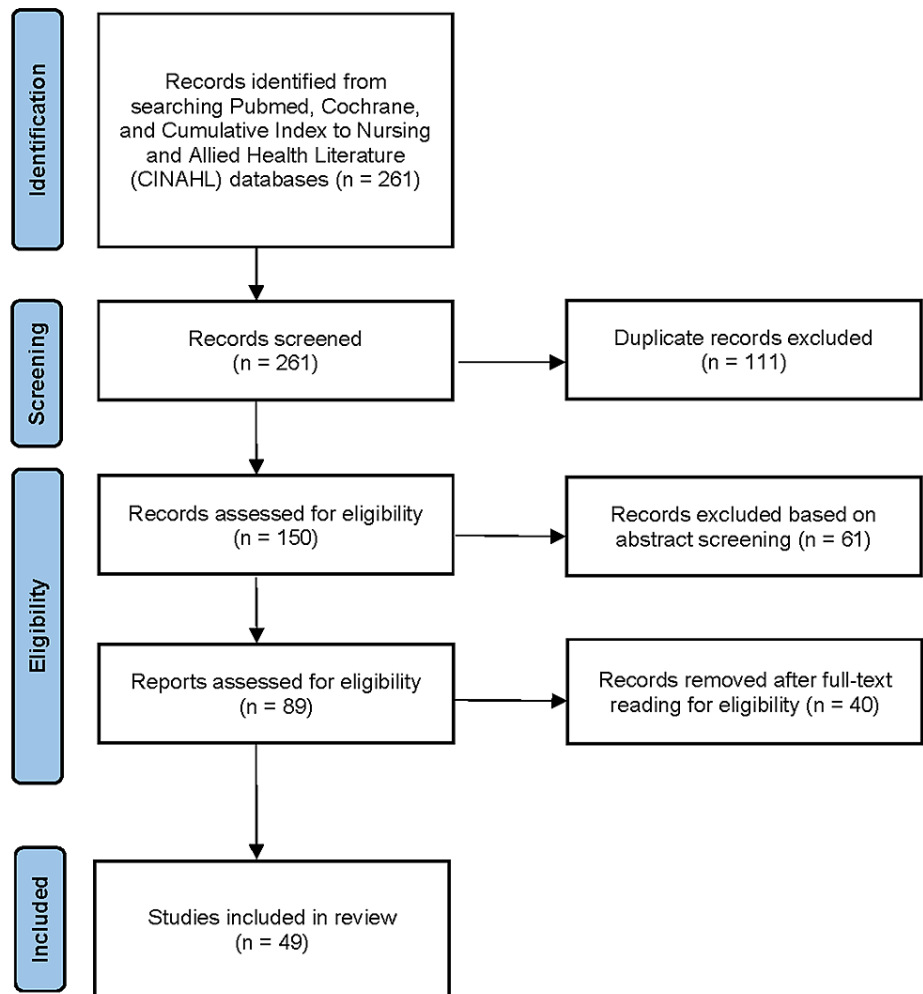 Identification
Records identified from
searching Pubmed, Cochrane,
and Cumulative Index to Nursing
and Allied Health Literature
(CINAHL) databases (n = 261)
Screening
Records screened
(n = 261)
Duplicate records excluded
(n = 111)
Eligibility
Records assessed for eligibility
(n = 150)
Records excluded based on
abstract screening (n = 61)
Reports assessed for eligibility
(n = 89)
Records removed after full-text
reading for eligibility (n = 40)
Included
Studies included in review
(n = 49)